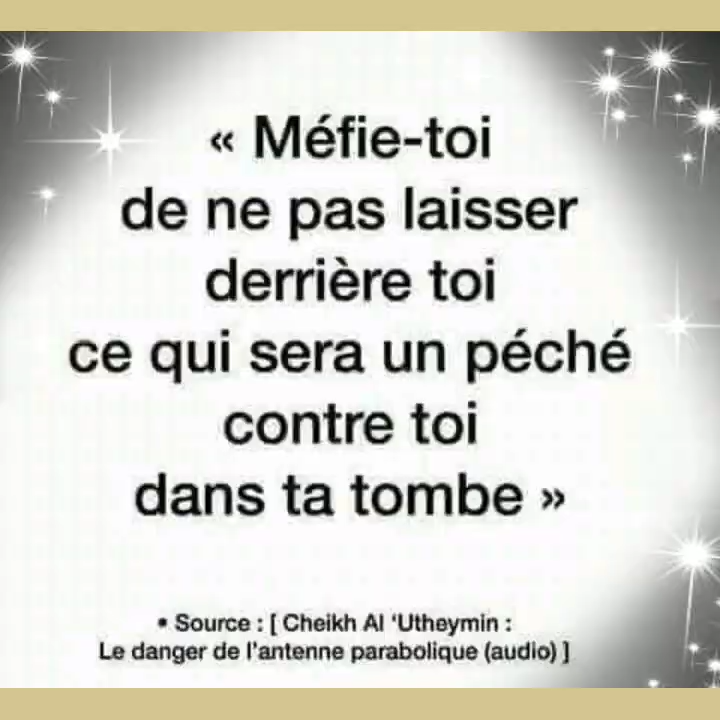 « Méfie-toi
de ne pas laisser
derrière toi
ce qui sera un péché
contre toi
dans ta tombe »
• Source : [ Cheikh Al ‘Utheymin :
Le danger de l'antenne parabolique (audio) ]